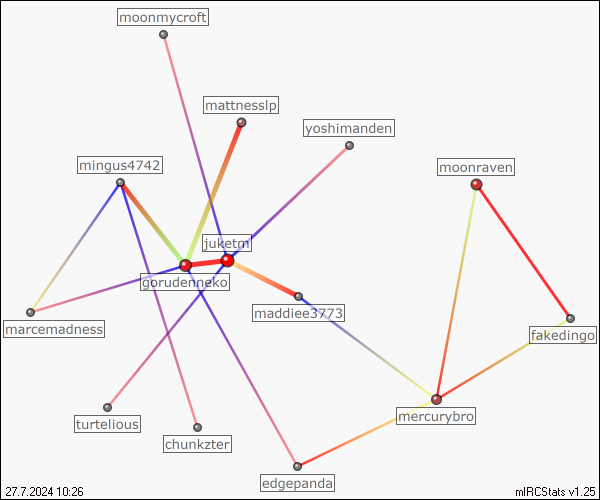 moonmycroft
mattnesslp
yoshimanden
mingus4742
moonraven
juketm
gorudenneko
maddiee3773
marcemadness
fakedingo
mercurybro
turtelious
chunkzter
edgepanda
27.7.2024 10:26
mIRCStats v1.25